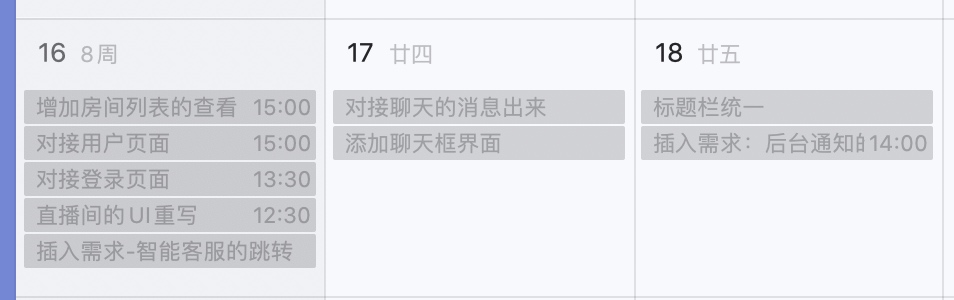 16 8周
增加房间列表的查看 15:00
对接用户页面 15:00
对接登录页面 13:30
直播间的UI重写 12:30
插入需求-智能客服的跳转
17 廿四
对接聊天的消息出来
添加聊天框界面
18 廿五
标题栏统一
插入需求：后台通知 14:00